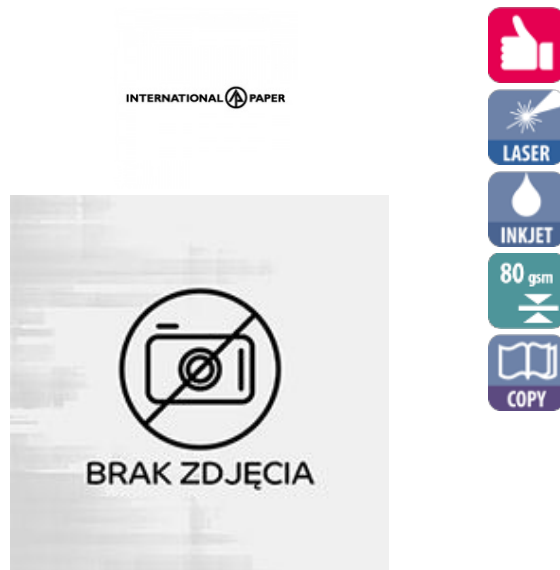 INTERNATIONAL PAPER
LASER
INKJET
80 gsm
COPY
BRAK ZDJĘCIA